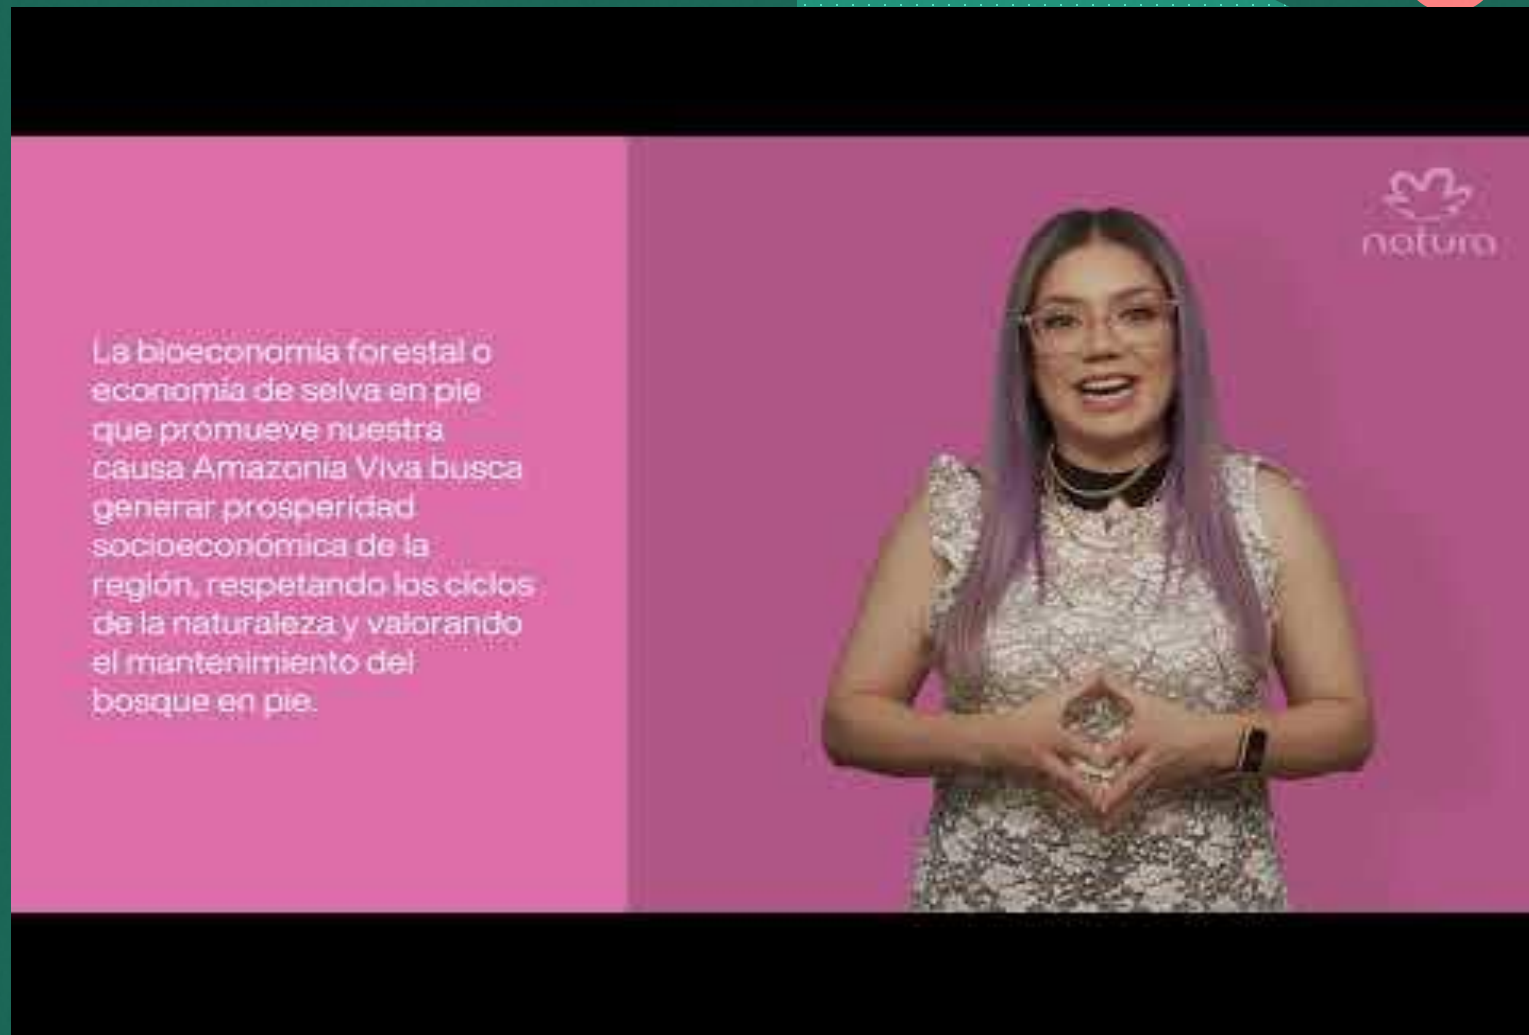 La bioeconomía forestal o
economía de selva en pie
que promueve nuestra
causa Amazonía Viva busca
generar prosperidad
socioeconómica de la
región, respetando los ciclos
de la naturaleza y valorando
el mantenimiento del
bosque en pie.
natura